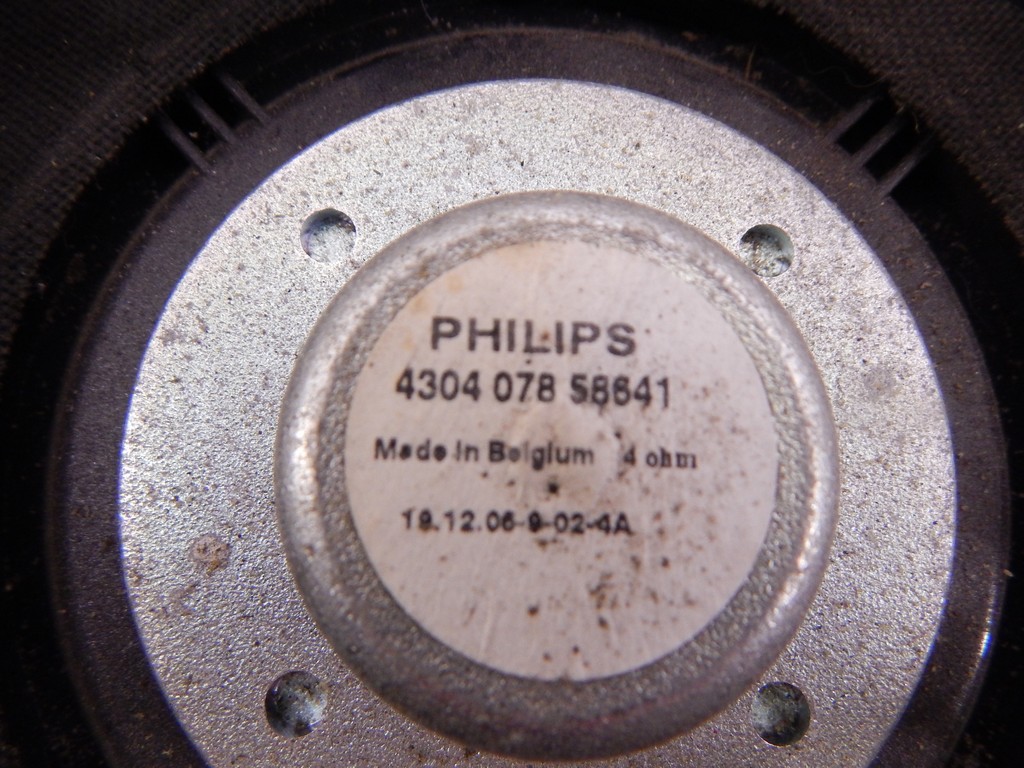 PHILIPS
4304 078 58641
Made in Belgium 4 ohm
19.12.06-9-02-4A